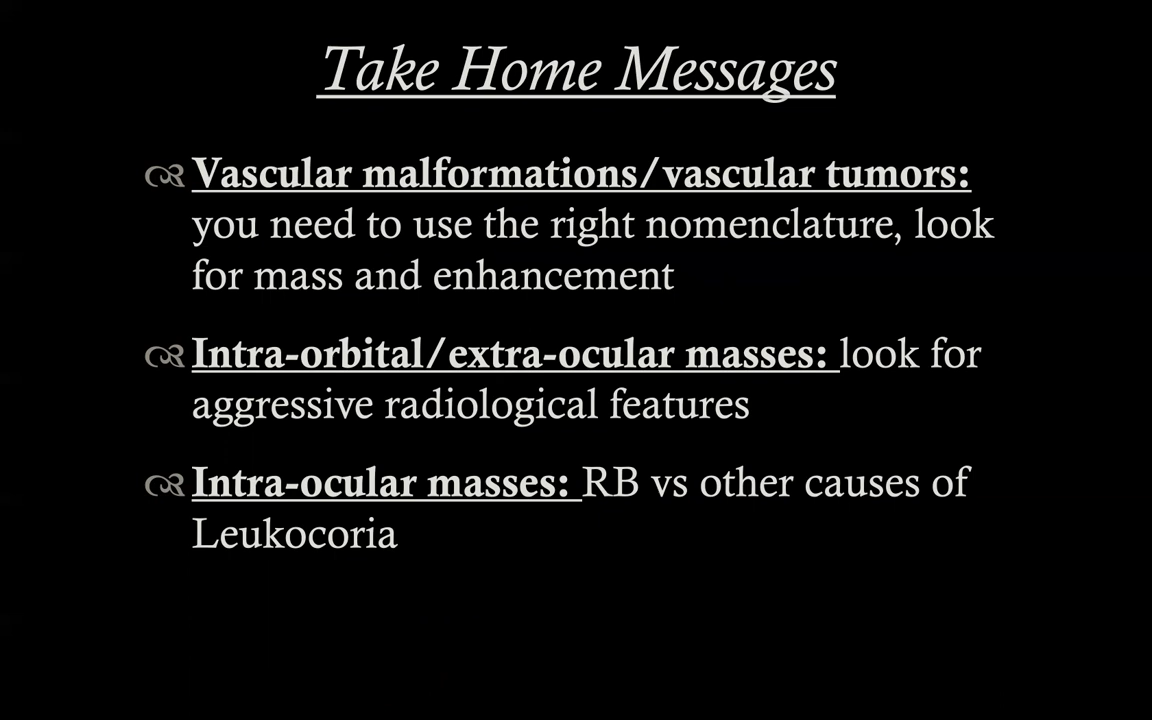 Take Home Messages
Vascular malformations/vascular tumors:
you need to use the right nomenclature, look
for mass and enhancement
Intra-orbital/extra-ocular masses: look for
aggressive radiological features
Intra-ocular masses: RB vs other causes of
Leukocoria